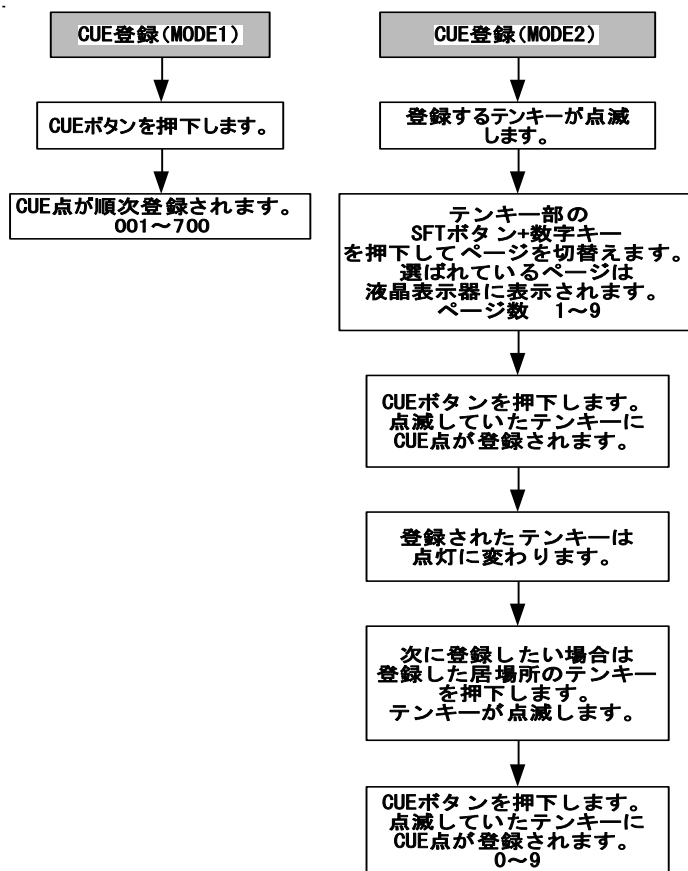 CUE登録(MODE1)
CUEボタンを押下します。
CUE点が順次登録されます。
001～700
CUE登録(MODE2)
登録するテンキーが点滅
します。
テンキー部の
SFTボタン+数字キー
を押下してページを切替えます。
選ばれているページは
液晶表示器に表示されます。
ページ数　1～9
CUEボタンを押下します。
点滅していたテンキーに
CUE点が登録されます。
登録されたテンキーは
点灯に変わります。
次に登録したい場合は
登録した居場所のテンキー
を押下します。
テンキーが点滅します。
CUEボタンを押下します。
点滅していたテンキーに
CUE点が登録されます。
0～9